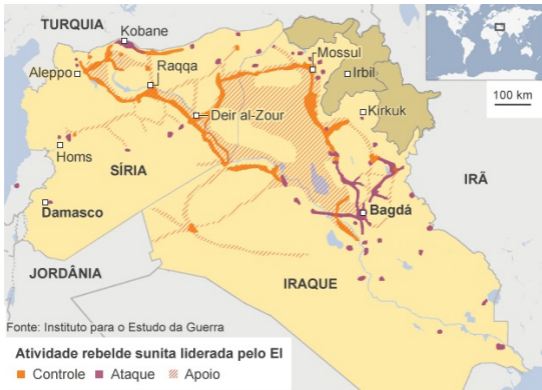 TURQUIA
Kobane
Aleppo
Raqqa
Mossul
Irbil
100 km
Deir al-Zour
Kirkuk
Homs
SÍRIA
IRÃ
Damasco
Bagdá
JORDÂNIA
IRAQUE
Fonte: Instituto para o Estudo da Guerra
Atividade rebelde sunita liderada pelo EI
Controle Ataque Apoio